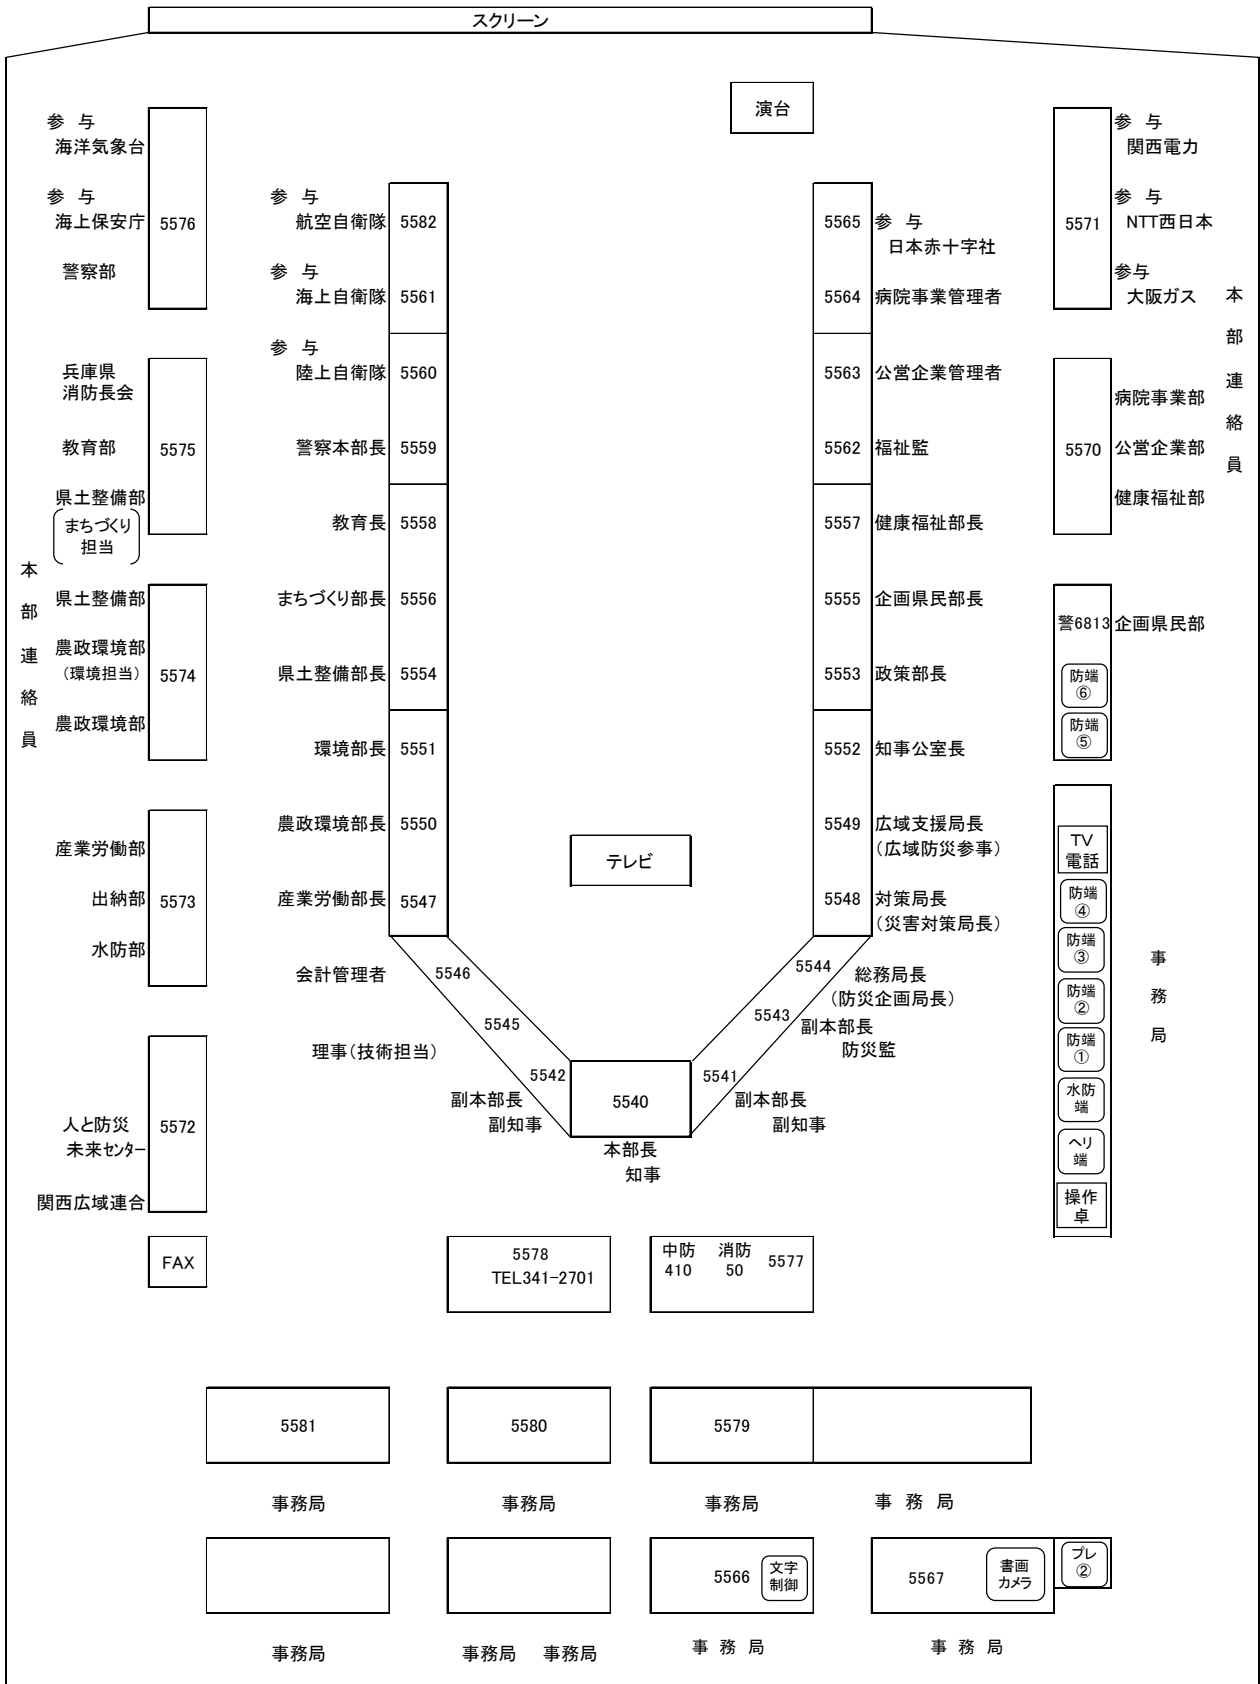 スクリーン
演台
参 与
海洋気象台
参 与
海上保安庁
5576
警察部
参 与
航空自衛隊
5582
参 与
海上自衛隊
5561
参 与
陸上自衛隊
5560
警察本部長
5559
教育長
5558
まちづくり部長
5556
県土整備部長
5554
環境部長
5551
農政環境部長
5550
産業労働部長
5547
会計管理者
5546
5545
理事(技術担当)
5542
副本部長
副知事
5540
本部長
知事
5565
参 与
日本赤十字社
5564
病院事業管理者
5563
公営企業管理者
5562
福祉監
5557
健康福祉部長
5555
企画県民部長
5553
政策部長
5552
知事公室長
5549
広域支援局長
(広域防災参事)
5548
対策局長
(災害対策局長)
5544
総務局長
(防災企画局長)
5543
副本部長
防災監
5541
副本部長
副知事
テレビ
参 与
関西電力
参 与
5571
NTT西日本
参与
大阪ガス
本部連絡員
病院事業部
5570
公営企業部
健康福祉部
警6813
企画県民部
防端
⑥
防端
⑤
TV
電話
防端
④
防端
③
防端
②
防端
①
水防
端
ヘリ
端
操作
卓
事務局
兵庫県
消防長会
教育部
5575
県土整備部
まちづくり
担当
本部連絡員
県土整備部
農政環境部
(環境担当)
5574
農政環境部
産業労働部
出納部
5573
水防部
人と防災
未来センター
5572
関西広域連合
FAX
5578
TEL341-2701
中防
410
消防
50
5577
5581
5580
5579
事務局
事務局
事務局
事 務 局
5566
文字
制御
5567
書画
カメラ
プレ
②
事務局
事務局 事務局
事 務 局
事 務 局